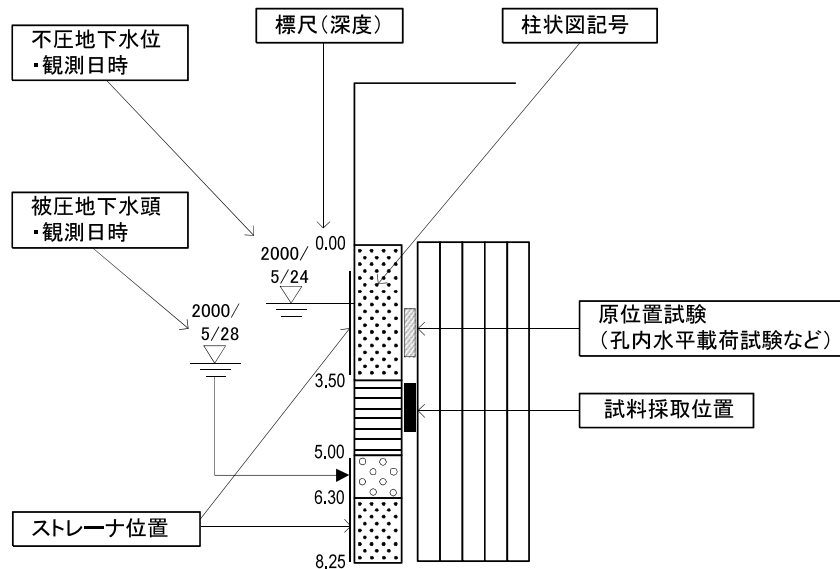 不圧地下水位
・観測日時
標尺（深度）
柱状図記号
被圧地下水頭
・観測日時
0.00
2000/
5/24
2000/
5/28
原位置試験
（孔内水平載荷試験など）
3.50
試料採取位置
5.00
6.30
ストレーナ位置
8.25